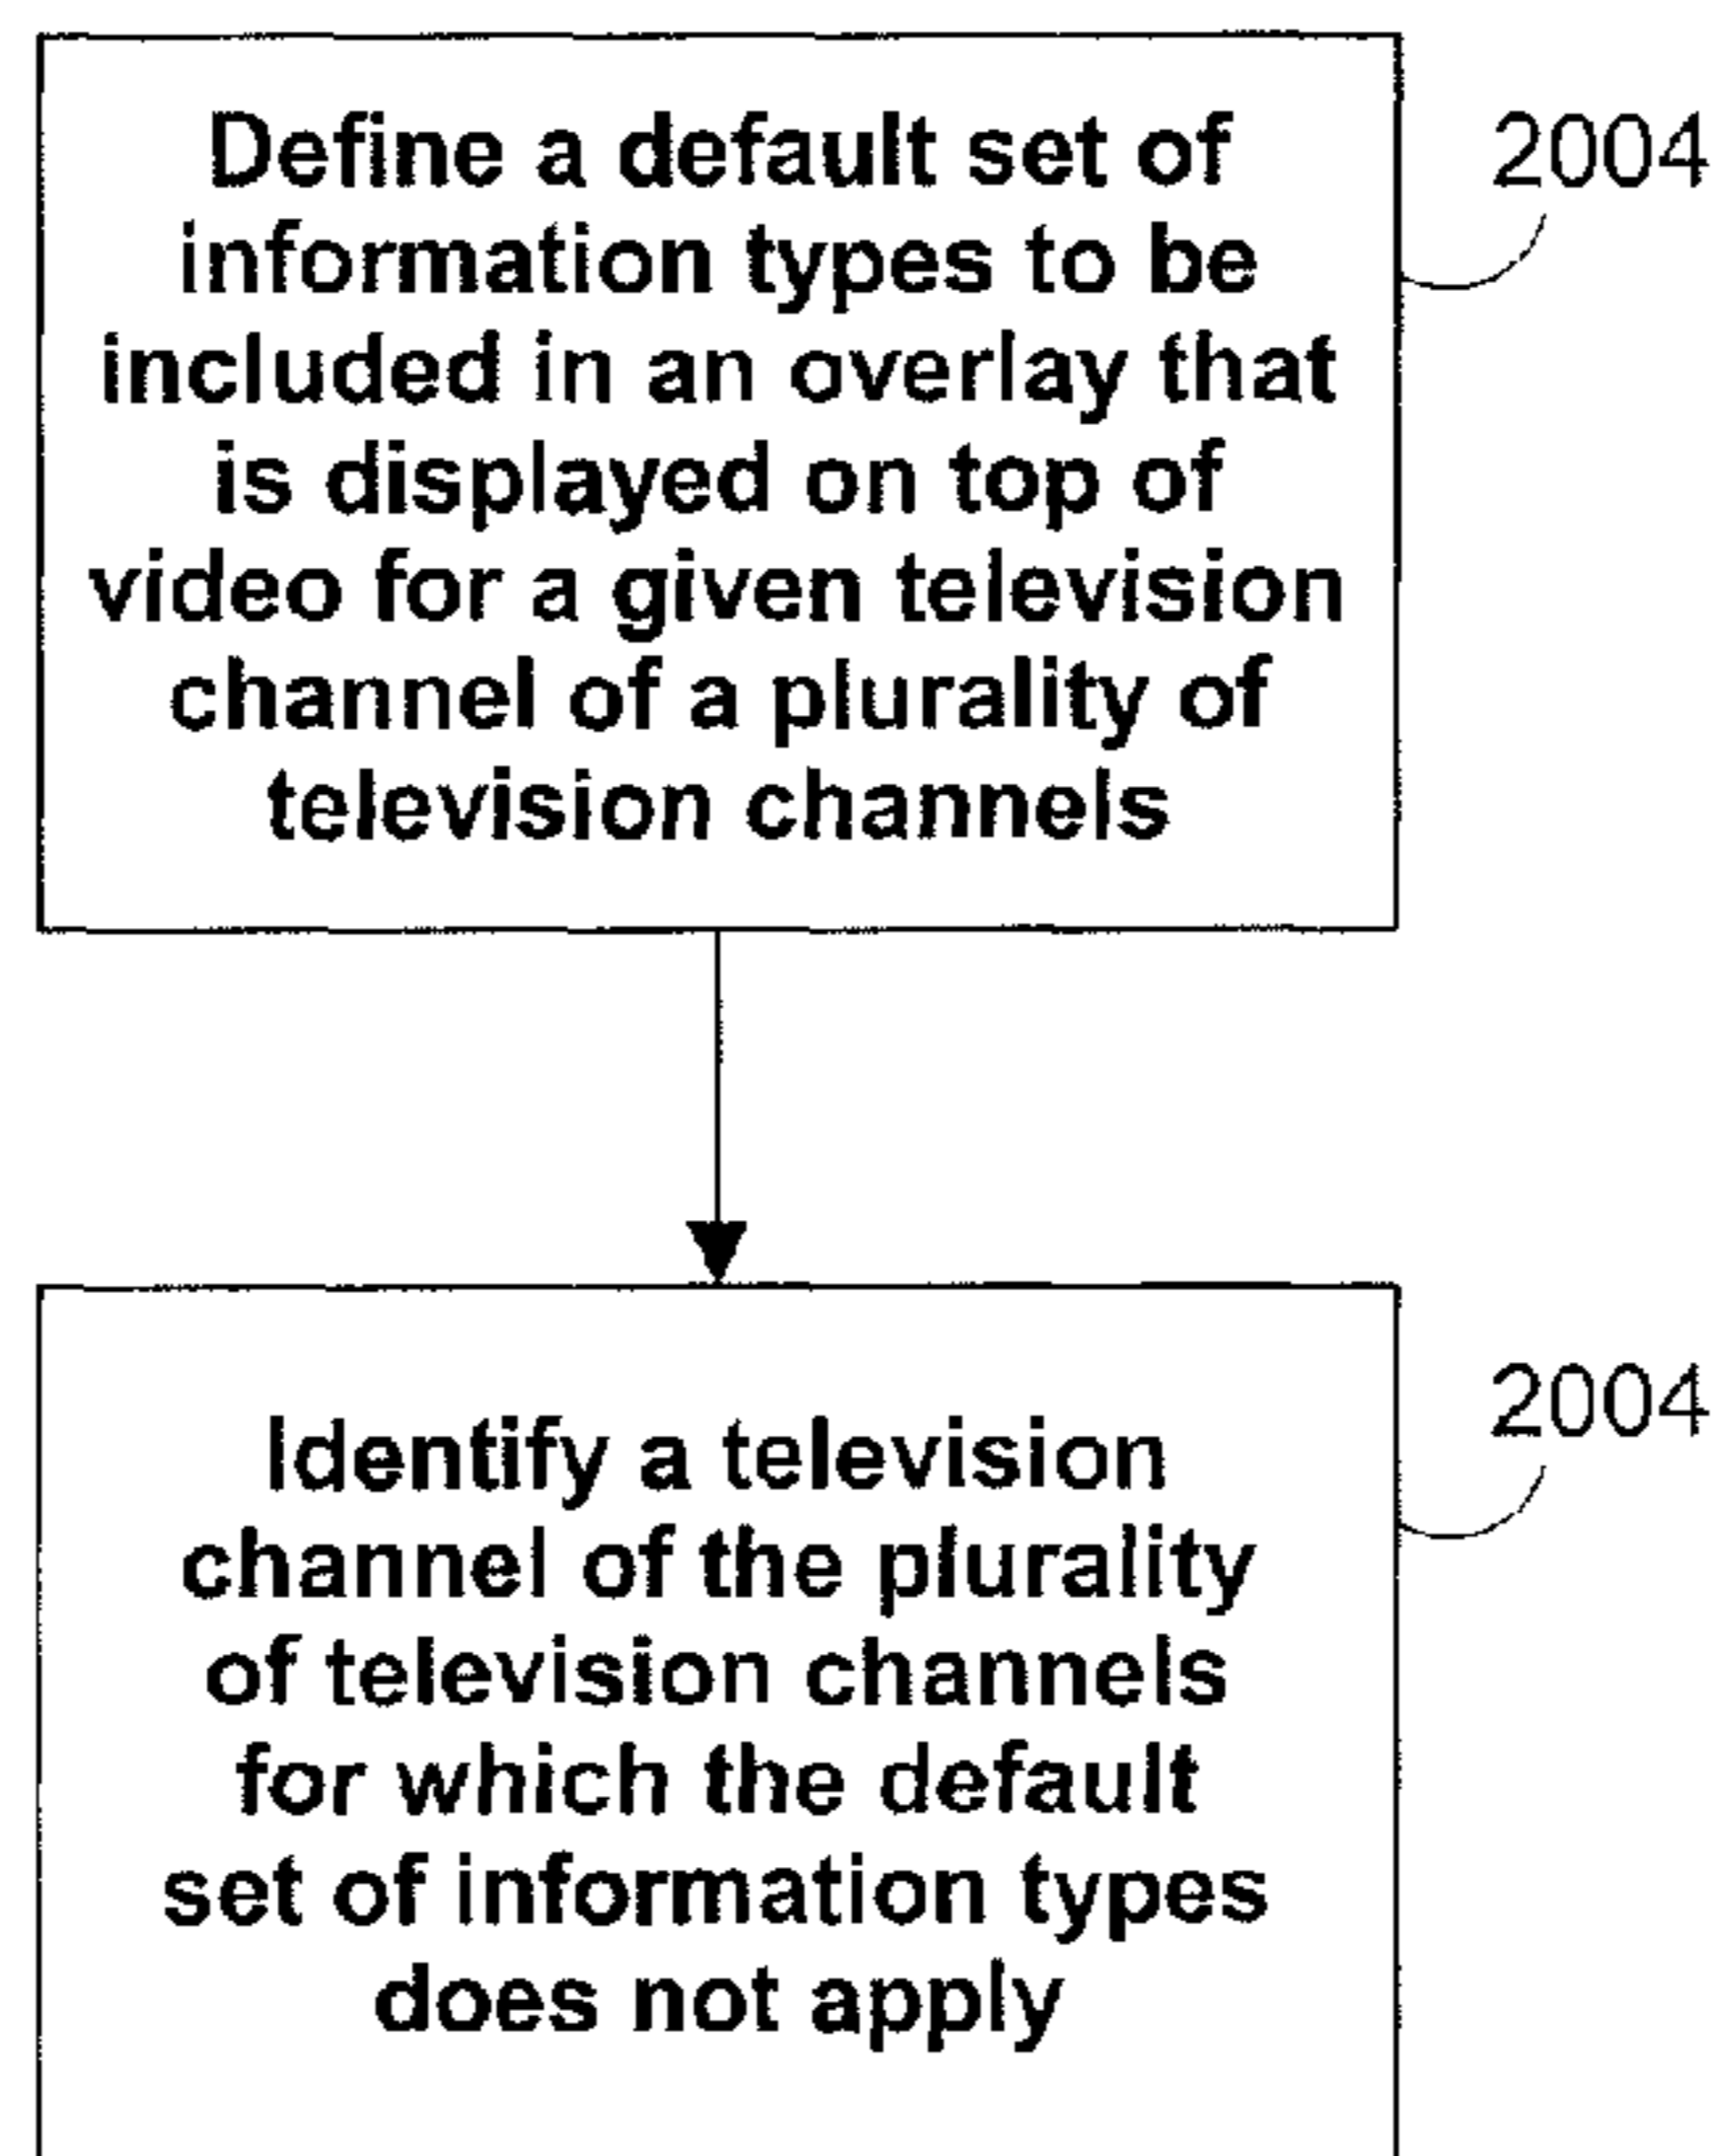 Define a default set of
2004
information types to be
included in an overlay that
is displayed on top of
video for a given television
channel of a plurality of
television channels
2004
Identify a television
channel of the plurality
of television channels
for which the default
set of information types
does not apply